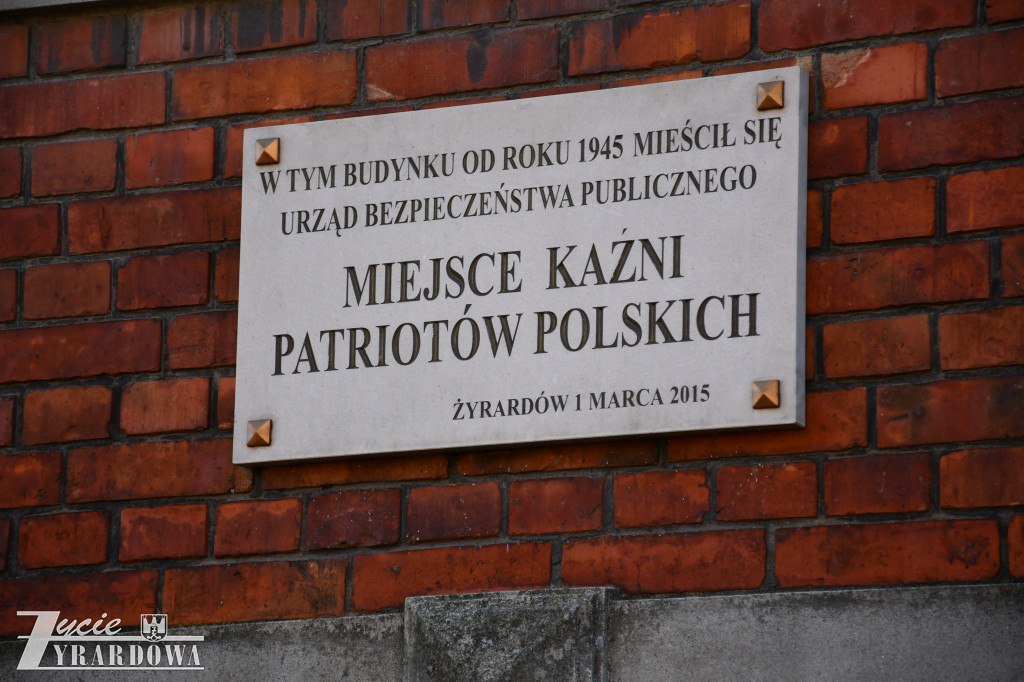 W TYM BUDYNKU OD ROKU 1945 MIEŚCIŁ SIĘ
URZĄD BEZPIECZEŃSTWA PUBLICZNEGO
MIEJSCE KAŹNI
PATRIOTÓW POLSKICH
ŻYRARDÓW 1 MARCA 2015
Życie
ŻYRARDOWA